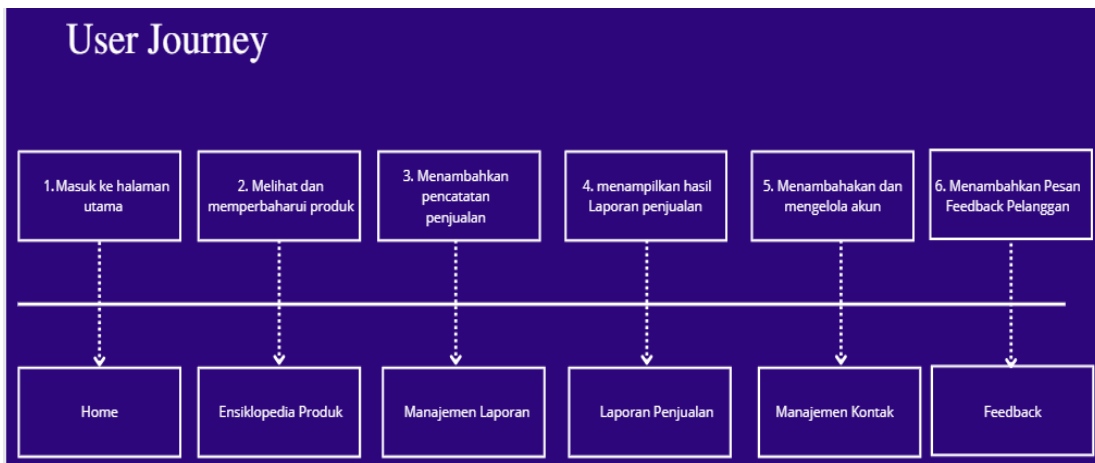 User Journey
1. Masuk ke halaman
utama
2. Melihat dan
memperbaharui produk
3. Menambahkan
pencatatan
penjualan
4. menampilkan hasil
Laporan penjualan
5. Menambahakan dan
mengelola akun
6. Menambahkan Pesan
Feedback Pelanggan
Home
Ensiklopedia Produk
Manajemen Laporan
Laporan Penjualan
Manajemen Kontak
Feedback